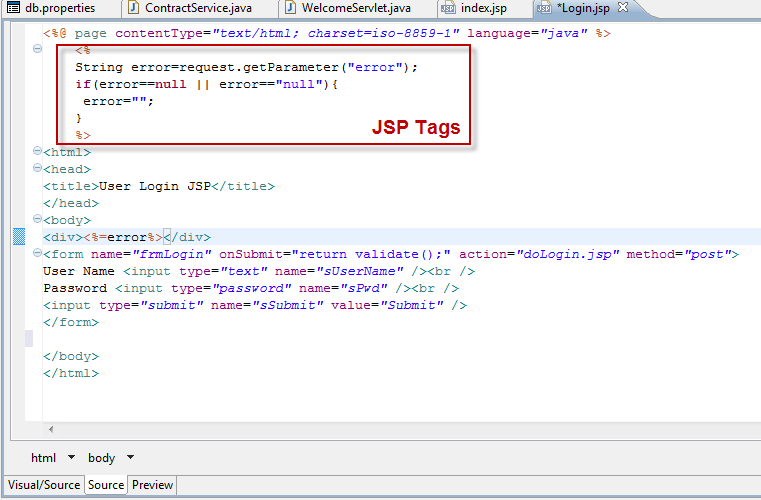 db.properties ContractService.java WelcomeServlet.java index.jsp *Login.jsp
<%@ page contentType="text/html; charset=iso-8859-1" language="java" %>
<%
String error=request.getParameter("error");
if(error==null || error=="null"){
error="";
}
%>
JSP Tags
<html>
<head>
<title>User Login JSP</title>
</head>
<body>
<div><%=error%></div>
<form name="frmLogin" onSubmit="return validate();" action="doLogin.jsp" method="post">
User Name <input type="text" name="sUserName" /><br />
Password <input type="password" name="sPwd" /><br />
<input type="submit" name="sSubmit" value="Submit" />
</form>
</body>
</html>
html body
Visual/Source Source Preview